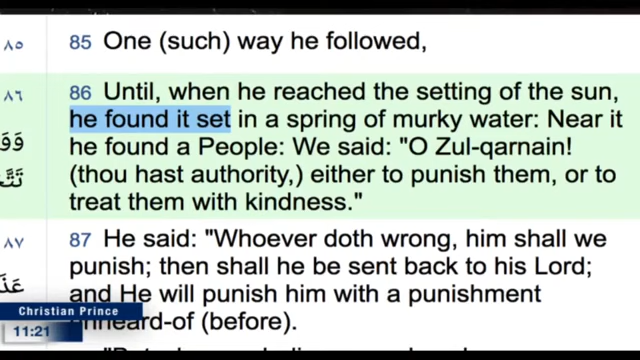 ٨٥
85 One (such) way he followed,
٨٦
86 Until, when he reached the setting of the sun,
he found it set in a spring of murky water: Near it
he found a People: We said: "O Zul-qarnain!
(thou hast authority,) either to punish them, or to
treat them with kindness."
٨٧
87 He said: "Whoever doth wrong, him shall we
punish; then shall he be sent back to his Lord;
and He will punish him with a punishment
unheard-of (before).
Christian Prince
11:21